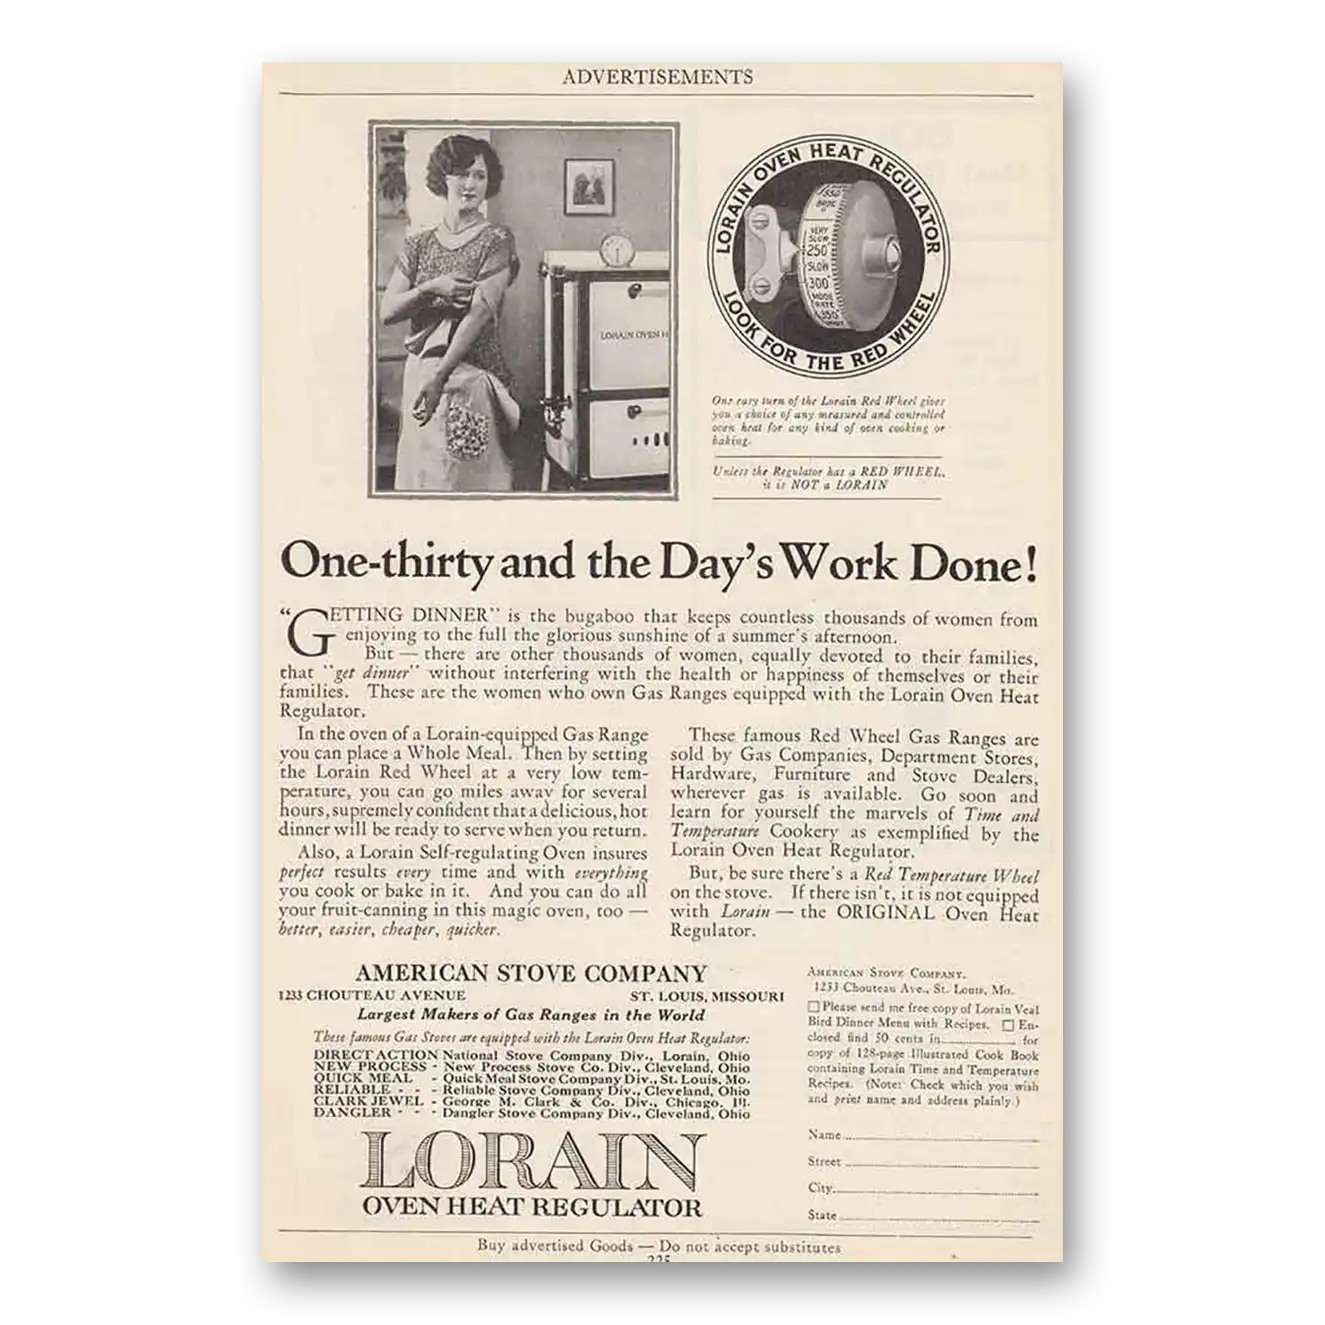 ADVERTISEMENTS
LORAIN OVEN H
LORAIN OVEN HEAT REGULATOR
LOOK FOR THE RED WHEEL
550°
VERY
SLOW
250°
SLOW
300°
MODE
RATE
350°
One easy turn of the Lorain Red Wheel gives
you a choice of any measured and controlled
oven heat for any kind of oven cooking or
baking.
Unless the Regulator has a RED WHEEL,
it is NOT a LORAIN
One-thirty and the Day's Work Done!
"GETTING DINNER" is the bugaboo that keeps countless thousands of women from
enjoying to the full the glorious sunshine of a summer's afternoon.
But — there are other thousands of women, equally devoted to their families,
that "get dinner" without interfering with the health or happiness of themselves or their
families. These are the women who own Gas Ranges equipped with the Lorain Oven Heat
Regulator.
In the oven of a Lorain-equipped Gas Range
you can place a Whole Meal. Then by setting
the Lorain Red Wheel at a very low tem-
perature, you can go miles away for several
hours, supremely confident that a delicious, hot
dinner will be ready to serve when you return.
Also, a Lorain Self-regulating Oven insures
perfect results every time and with everything
you cook or bake in it. And you can do all
your fruit-canning in this magic oven, too —
better, easier, cheaper, quicker.
These famous Red Wheel Gas Ranges are
sold by Gas Companies, Department Stores,
Hardware, Furniture and Stove Dealers,
wherever gas is available. Go soon and
learn for yourself the marvels of Time and
Temperature Cookery as exemplified by the
Lorain Oven Heat Regulator.
But, be sure there's a Red Temperature Wheel
on the stove. If there isn't, it is not equipped
with Lorain — the ORIGINAL Oven Heat
Regulator.
AMERICAN STOVE COMPANY
1233 CHOUTEAU AVENUE ST. LOUIS, MISSOURI
Largest Makers of Gas Ranges in the World
These famous Gas Stoves are equipped with the Lorain Oven Heat Regulator:
DIRECT ACTION National Stove Company Div., Lorain, Ohio
NEW PROCESS - New Process Stove Co. Div., Cleveland, Ohio
QUICK MEAL - Quick Meal Stove Company Div., St. Louis, Mo.
RELIABLE - - - Reliable Stove Company Div., Cleveland, Ohio
CLARK JEWEL - George M. Clark & Co. Div., Chicago, Ill.
DANGLER - - - Dangler Stove Company Div., Cleveland, Ohio
LORAIN
OVEN HEAT REGULATOR
AMERICAN STOVE COMPANY.
1233 Chouteau Ave., St. Louis, Mo.
☐ Please send me free copy of Lorain Veal
Bird Dinner Menu with Recipes. ☐ En-
closed find 50 cents in ............ for
copy of 128-page Illustrated Cook Book
containing Lorain Time and Temperature
Recipes. (Note: Check which you wish
and print name and address plainly.)
Name
Street
City
State
Buy advertised Goods — Do not accept substitutes
225